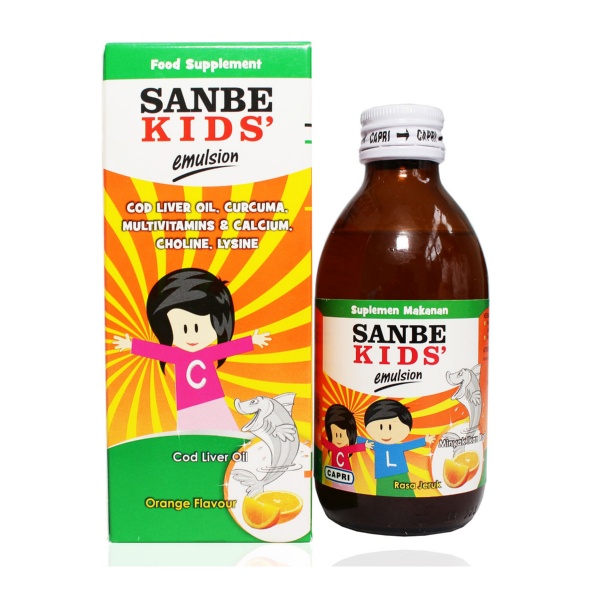 Food Supplement
SANBE
KIDS'
emulsion
COD LIVER OIL, CURCUMA,
MULTIVITAMINS & CALCIUM,
CHOLINE, LYSINE
C
Cod Liver Oil
Orange Flavour
CAPRI → CAPRI
Suplemen Makanan
SANBE
KIDS'
emulsion
C
L
CAPRI
Rasa Jeruk